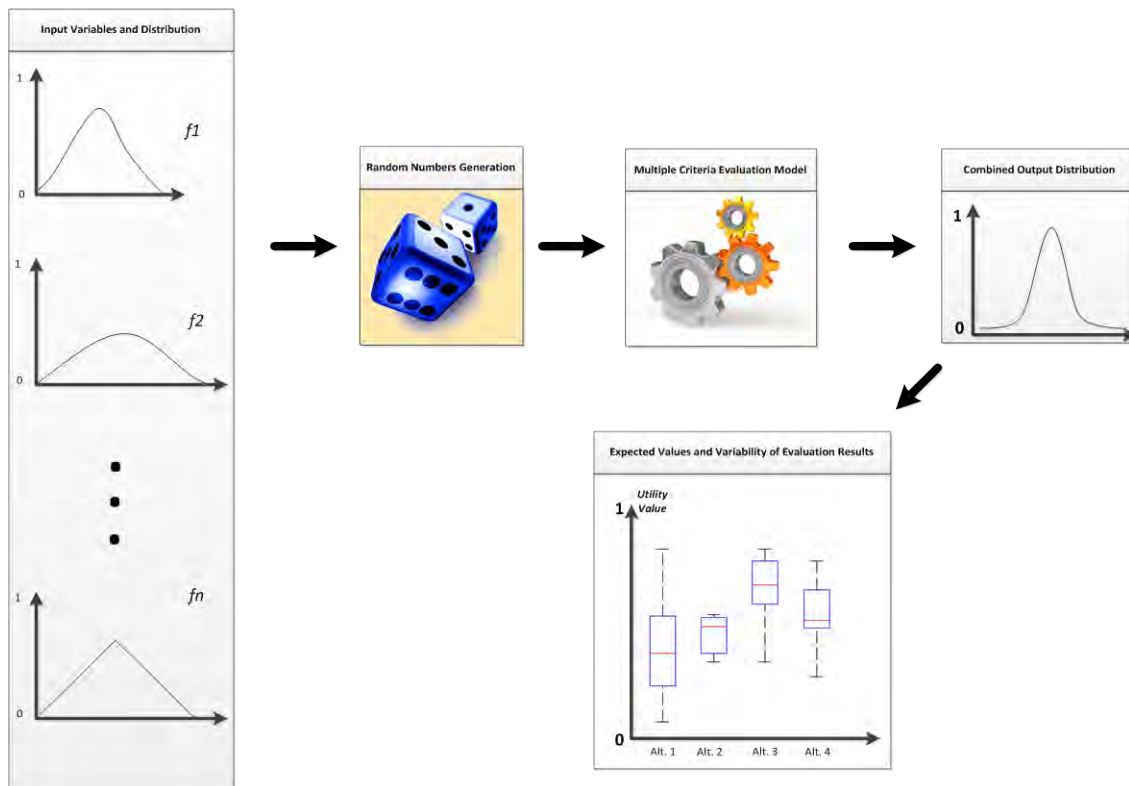 Input Variables and Distribution
1
f1
0
1
f2
0
fn
1
0
Random Numbers Generation
Multiple Criteria Evaluation Model
Combined Output Distribution
1
0
Expected Values and Variability of Evaluation Results
Utility
Value
1
0
Alt. 1 Alt. 2 Alt. 3 Alt. 4